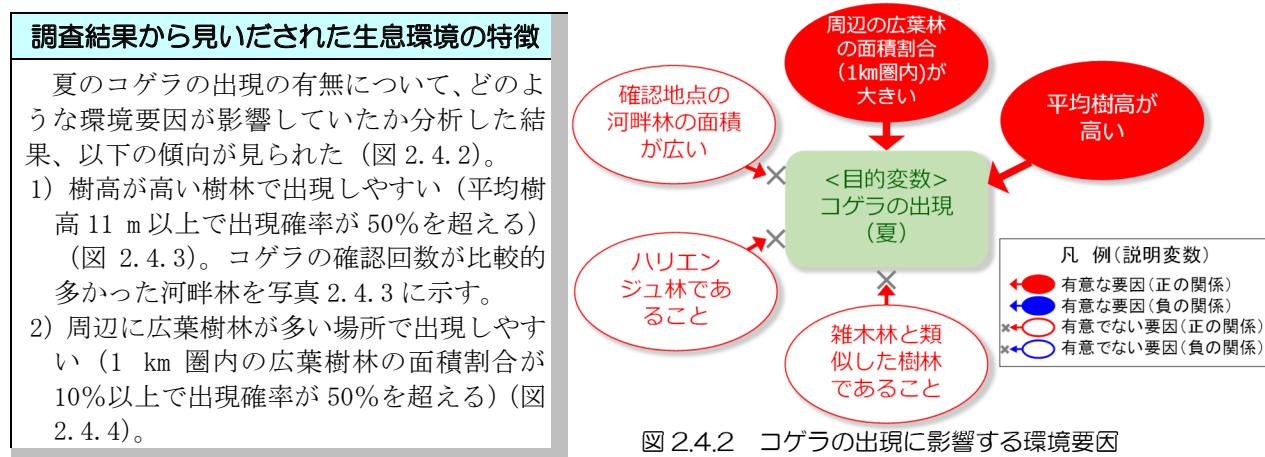 調査結果から見いだされた生息環境の特徴
夏のコゲラの出現の有無について、どのよ
うな環境要因が影響していたか分析した結
果、以下の傾向が見られた（図 2.4.2）。
1）樹高が高い樹林で出現しやすい（平均樹
高 11 m 以上で出現確率が 50％を超える）
（図 2.4.3）。コゲラの確認回数が比較的
多かった河畔林を写真 2.4.3 に示す。
2）周辺に広葉樹林が多い場所で出現しやす
い（1 km 圏内の広葉樹林の面積割合が
10％以上で出現確率が 50％を超える）（図
2.4.4）。
周辺の広葉林
の面積割合
（1km圏内)が
大きい
確認地点の
河畔林の面積
が広い
平均樹高が
高い
<目的変数>
コゲラの出現
（夏）
ハリエン
ジュ林であ
ること
雑木林と類
似した樹林
であること
凡 例(説明変数)
有意な要因(正の関係)
有意な要因(負の関係)
有意でない要因(正の関係)
有意でない要因(負の関係)
図 2.4.2 コゲラの出現に影響する環境要因